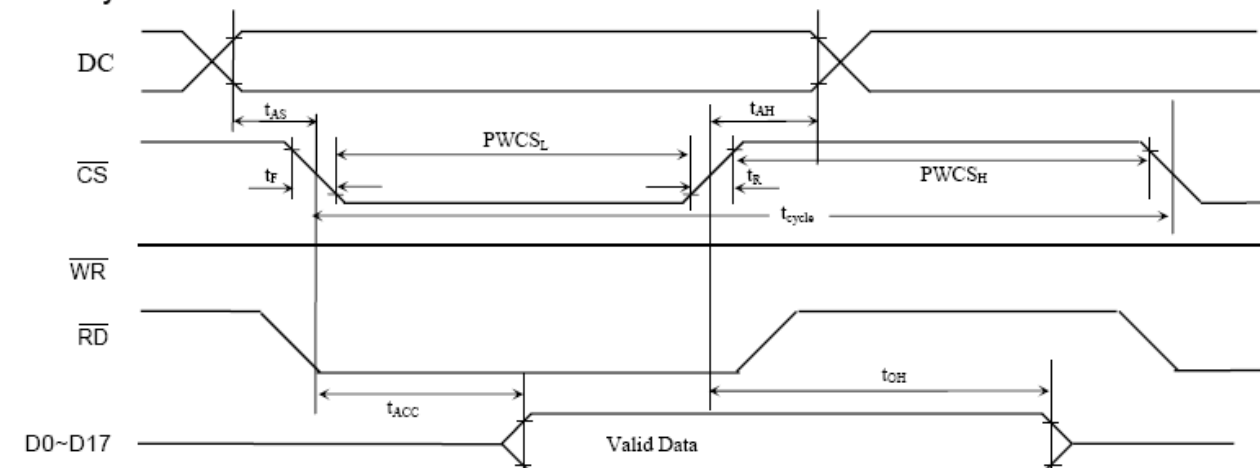 DC
tAS
tAH
CS
PWCSL
tF
tR
PWCSH
tcycle
WR
RD
tACC
tOH
D0~D17
Valid Data